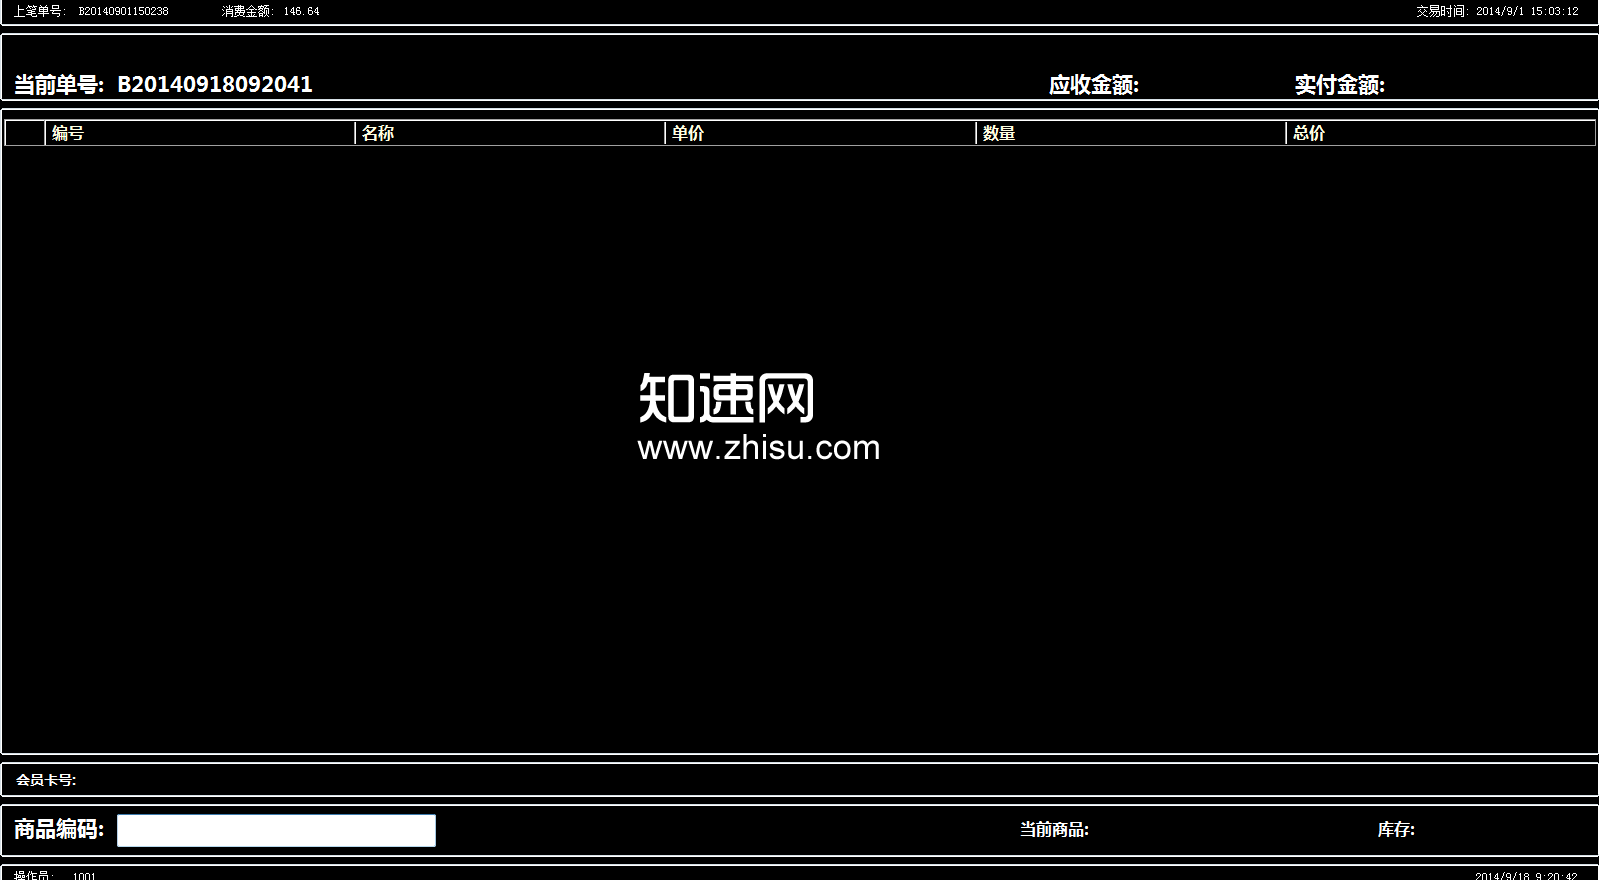 上笔单号: B20140901150238 消费金额: 146.64 交易时间: 2014/9/1 15:03:12
当前单号: B20140918092041 应收金额: 实付金额:
编号 名称 单价 数量 总价
知速网
www.zhisu.com
会员卡号:
商品编码: 当前商品: 库存:
操作员: 1001 2014/9/18 9:20:42